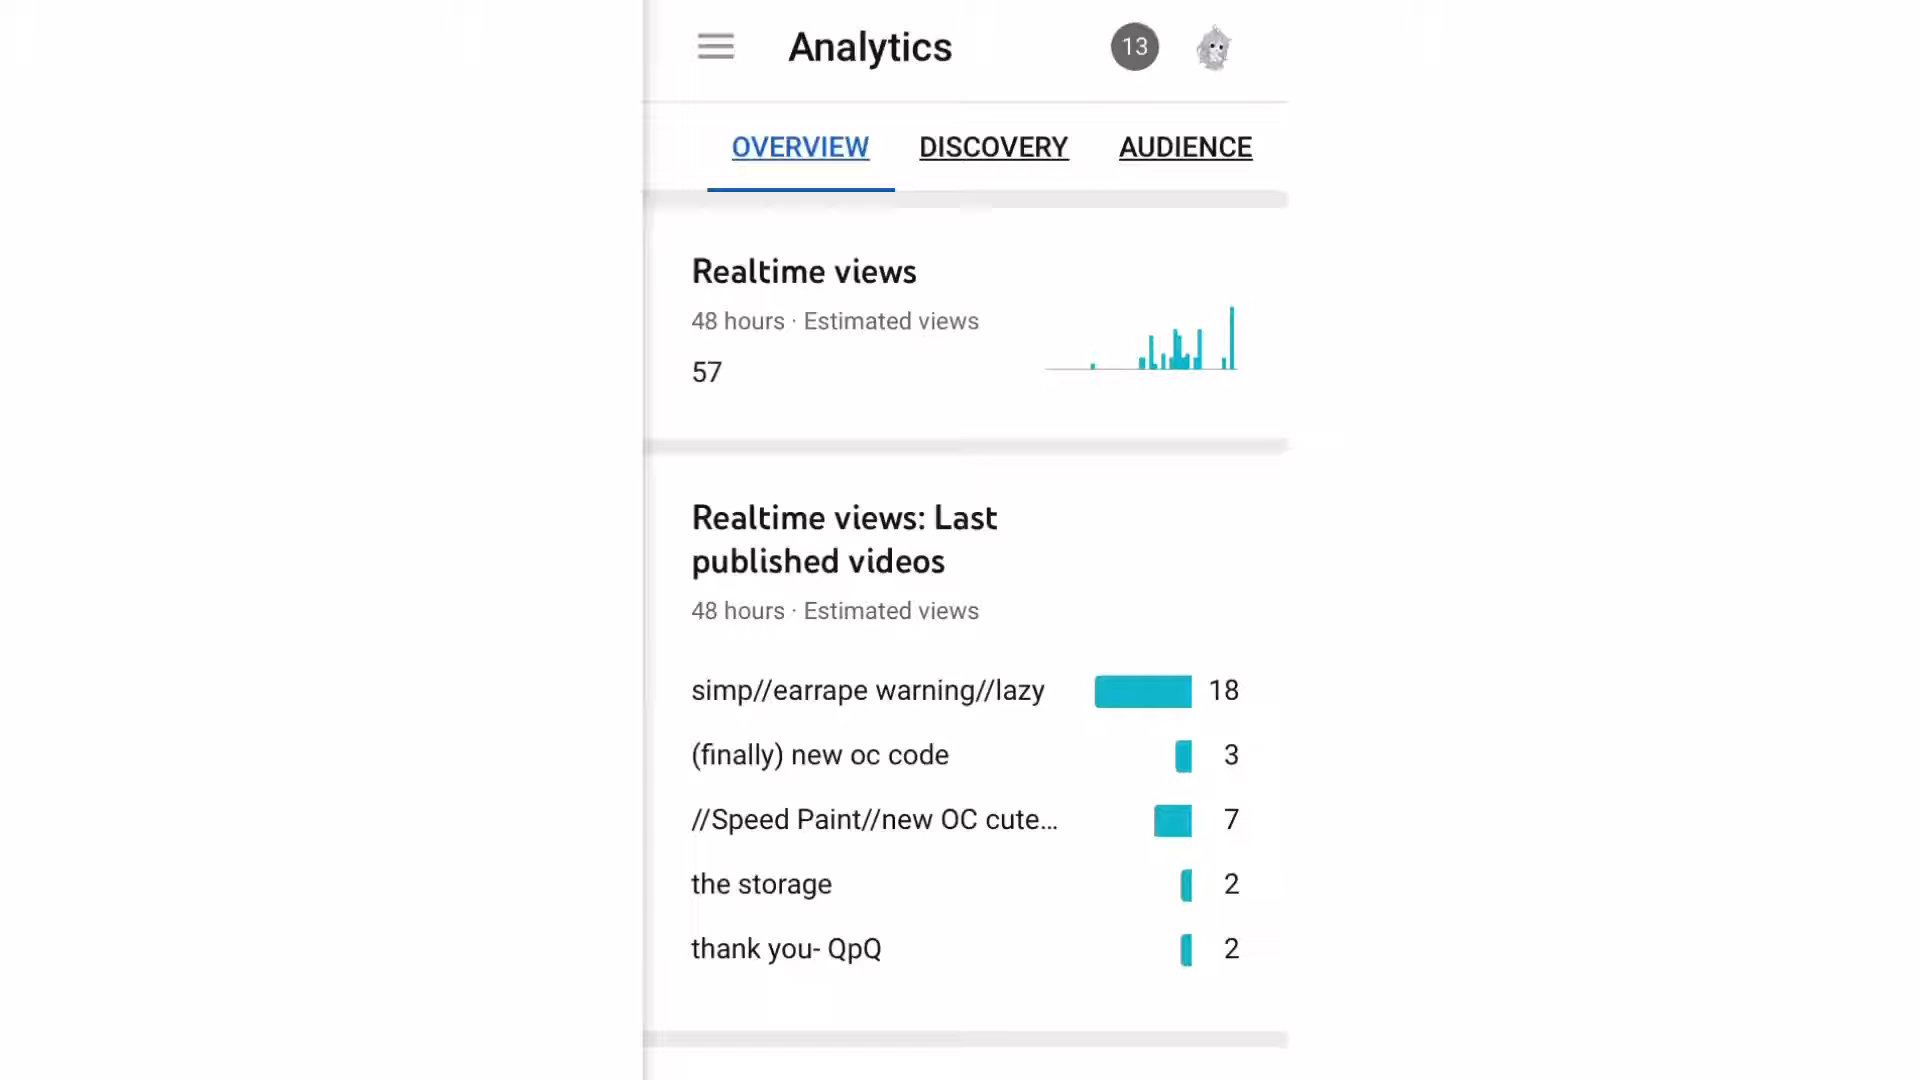 Analytics
13
OVERVIEW DISCOVERY AUDIENCE
Realtime views
48 hours · Estimated views
57
Realtime views: Last
published videos
48 hours · Estimated views
simp//earrape warning//lazy 18
(finally) new oc code 3
//Speed Paint//new OC cute... 7
the storage 2
thank you- QpQ 2